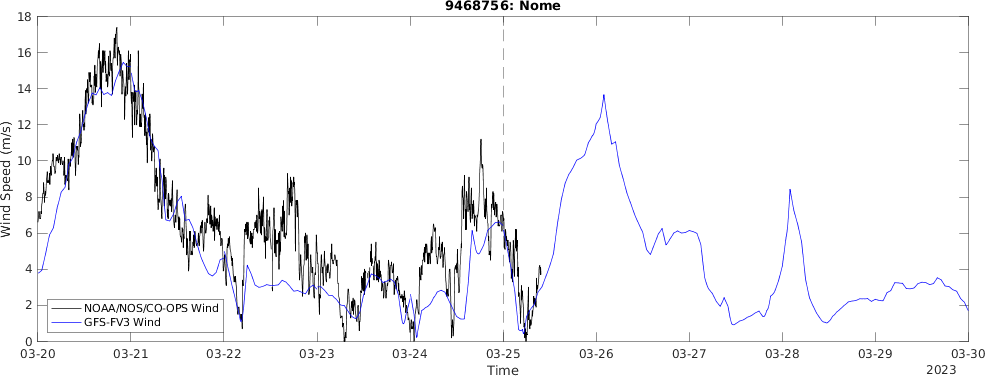 9468756: Nome
Wind Speed (m/s)
18
16
14
12
10
8
6
4
2
0
NOAA/NOS/CO-OPS Wind
GFS-FV3 Wind
03-20 03-21 03-22 03-23 03-24 03-25 03-26 03-27 03-28 03-29 03-30
Time
2023